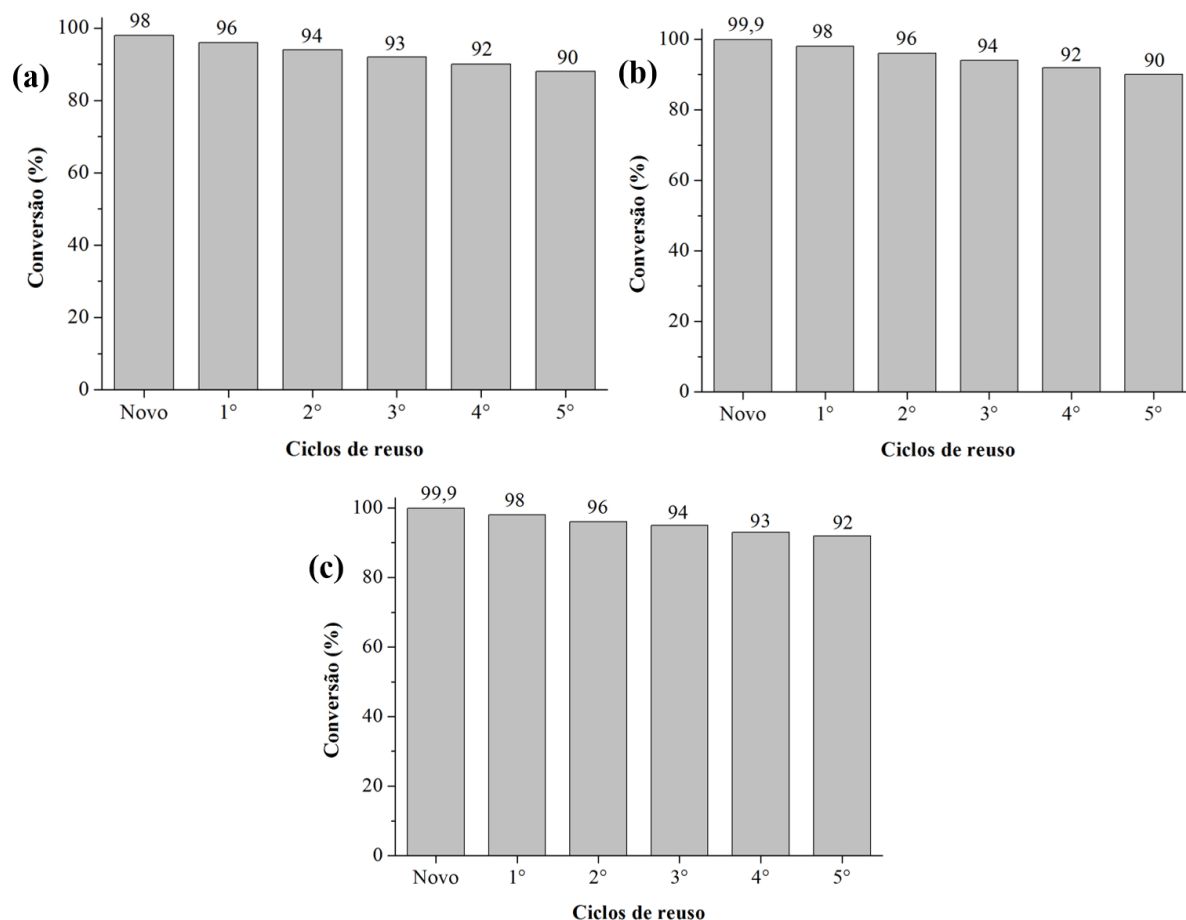 (a)
Conversão (%)
100
80
60
40
20
0
98 96 94 93 92 90
Novo 1° 2° 3° 4° 5°
Ciclos de reuso
(b)
Conversão (%)
100
80
60
40
20
0
99,9 98 96 94 92 90
Novo 1° 2° 3° 4° 5°
Ciclos de reuso
(c)
Conversão (%)
100
80
60
40
20
0
99,9 98 96 94 93 92
Novo 1° 2° 3° 4° 5°
Ciclos de reuso